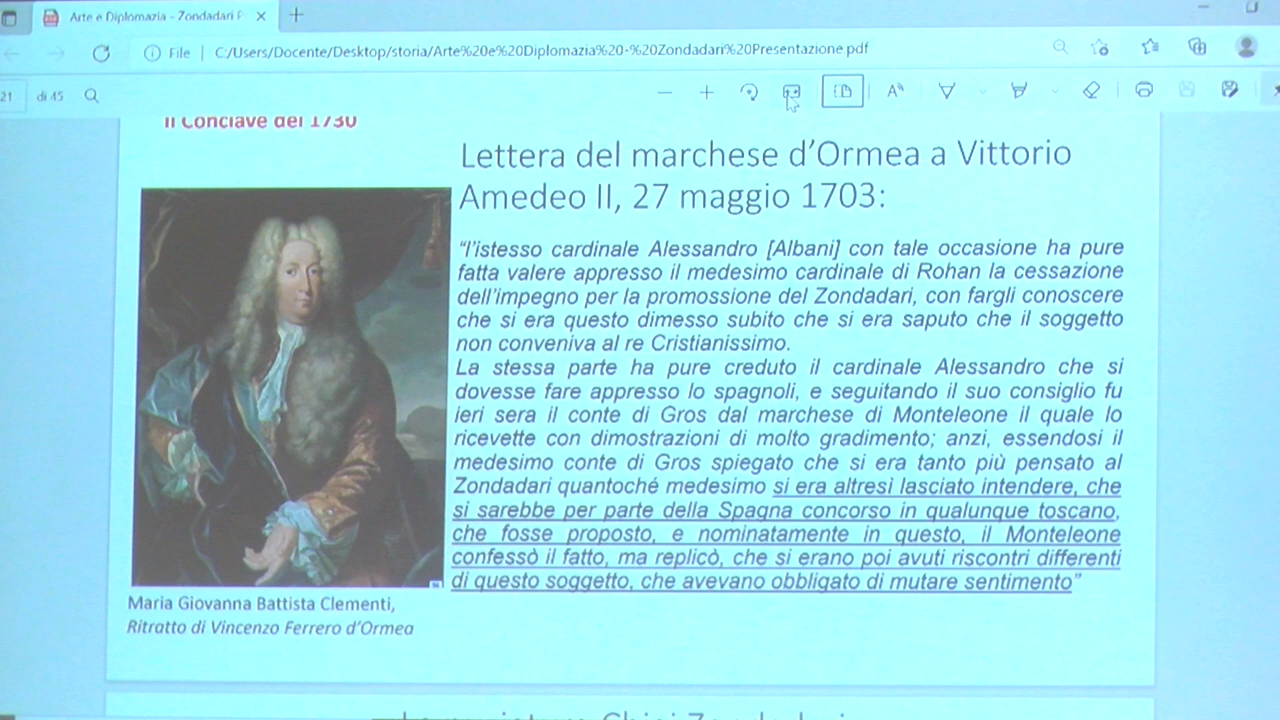 Arte e Diplomazia - Zondadari P
File | C:/Users/Docente/Desktop/storia/Arte%20e%20Diplomazia%20-%20Zondadari%20Presentazione.pdf
21 di 45
Il Conclave del 1730
Lettera del marchese d'Ormea a Vittorio
Amedeo II, 27 maggio 1703:
"l'istesso cardinale Alessandro [Albani] con tale occasione ha pure
fatta valere appresso il medesimo cardinale di Rohan la cessazione
dell'impegno per la promossione del Zondadari, con fargli conoscere
che si era questo dimesso subito che si era saputo che il soggetto
non conveniva al re Cristianissimo.
La stessa parte ha pure creduto il cardinale Alessandro che si
dovesse fare appresso lo spagnoli, e seguitando il suo consiglio fu
ieri sera il conte di Gros dal marchese di Monteleone il quale lo
ricevette con dimostrazioni di molto gradimento; anzi, essendosi il
medesimo conte di Gros spiegato che si era tanto più pensato al
Zondadari quantoché medesimo si era altresì lasciato intendere, che
si sarebbe per parte della Spagna concorso in qualunque toscano,
che fosse proposto, e nominatamente in questo, il Monteleone
confessò il fatto, ma replicò, che si erano poi avuti riscontri differenti
di questo soggetto, che avevano obbligato di mutare sentimento"
Maria Giovanna Battista Clementi,
Ritratto di Vincenzo Ferrero d'Ormea